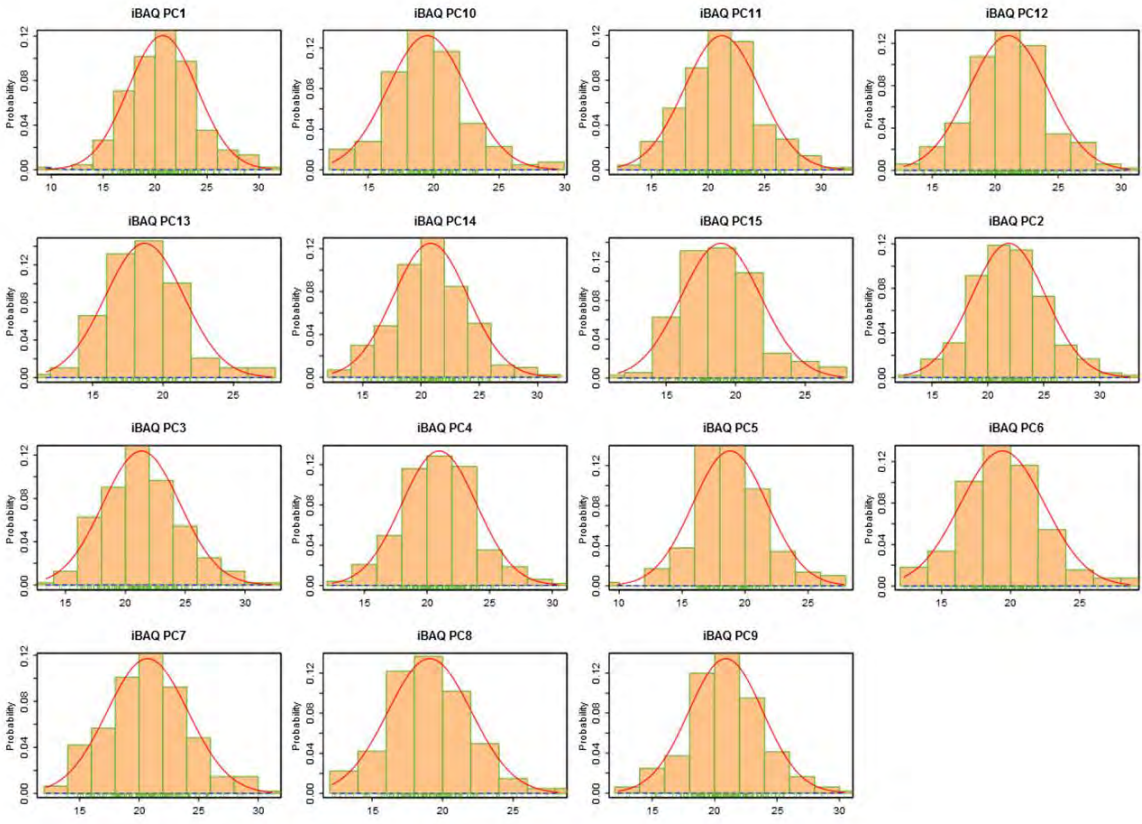 iBAQ PC1 iBAQ PC10 iBAQ PC11 iBAQ PC12
Probability Probability Probability Probability
0.00 0.04 0.08 0.12 0.00 0.04 0.08 0.12 0.00 0.04 0.08 0.12 0.00 0.04 0.08 0.12
10 15 20 25 30 15 20 25 30 15 20 25 30 15 20 25 30
iBAQ PC13 iBAQ PC14 iBAQ PC15 iBAQ PC2
Probability Probability Probability Probability
0.00 0.04 0.08 0.12 0.00 0.04 0.08 0.12 0.00 0.04 0.08 0.12 0.00 0.04 0.08 0.12
15 20 25 15 20 25 30 15 20 25 15 20 25 30
iBAQ PC3 iBAQ PC4 iBAQ PC5 iBAQ PC6
Probability Probability Probability Probability
0.00 0.04 0.08 0.12 0.00 0.04 0.08 0.12 0.00 0.04 0.08 0.12 0.00 0.04 0.08 0.12
15 20 25 30 15 20 25 30 10 15 20 25 15 20 25
iBAQ PC7 iBAQ PC8 iBAQ PC9
Probability Probability Probability
0.00 0.04 0.08 0.12 0.00 0.04 0.08 0.12 0.00 0.04 0.08 0.12
15 20 25 30 15 20 25 15 20 25 30